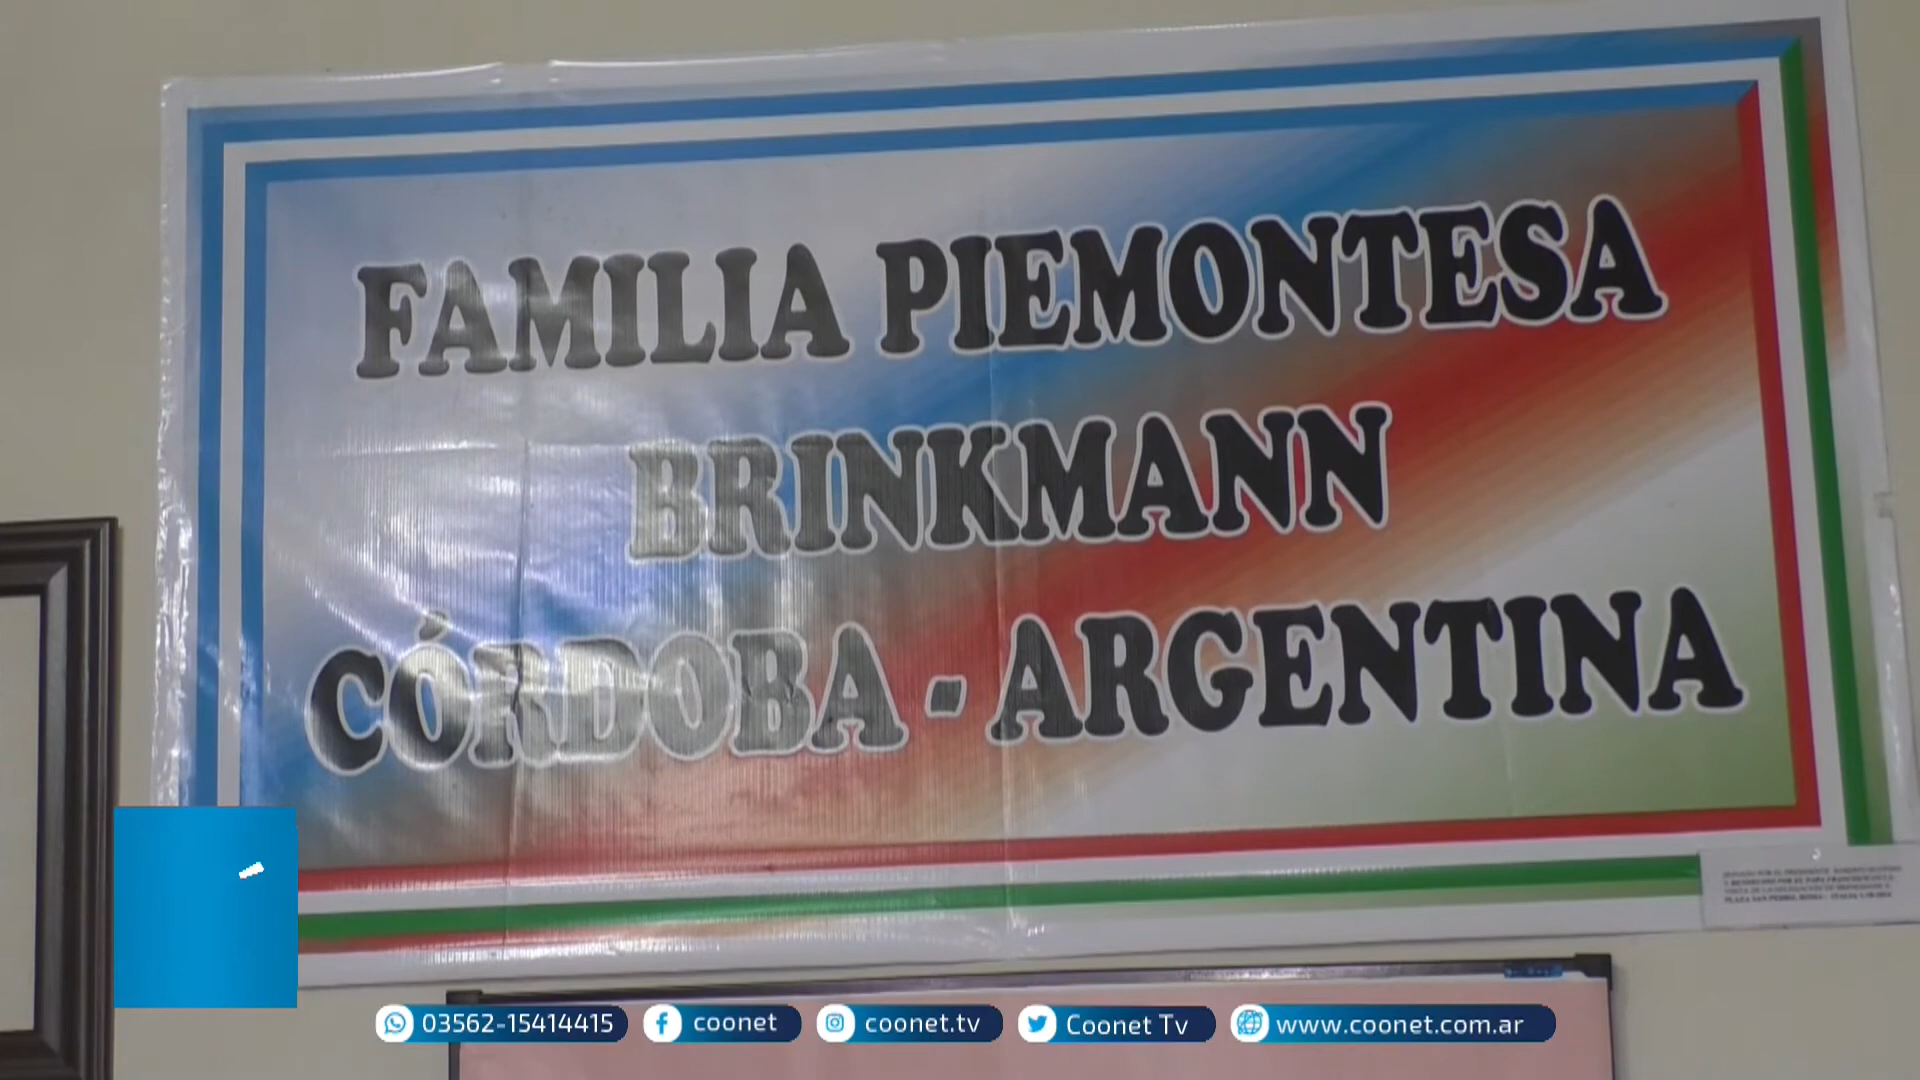 FAMILIA PIEMONTESA
BRINKMANN
CÓRDOBA - ARGENTINA
03562-15414415
coonet
coonet.tv
Coonet Tv
www.coonet.com.ar